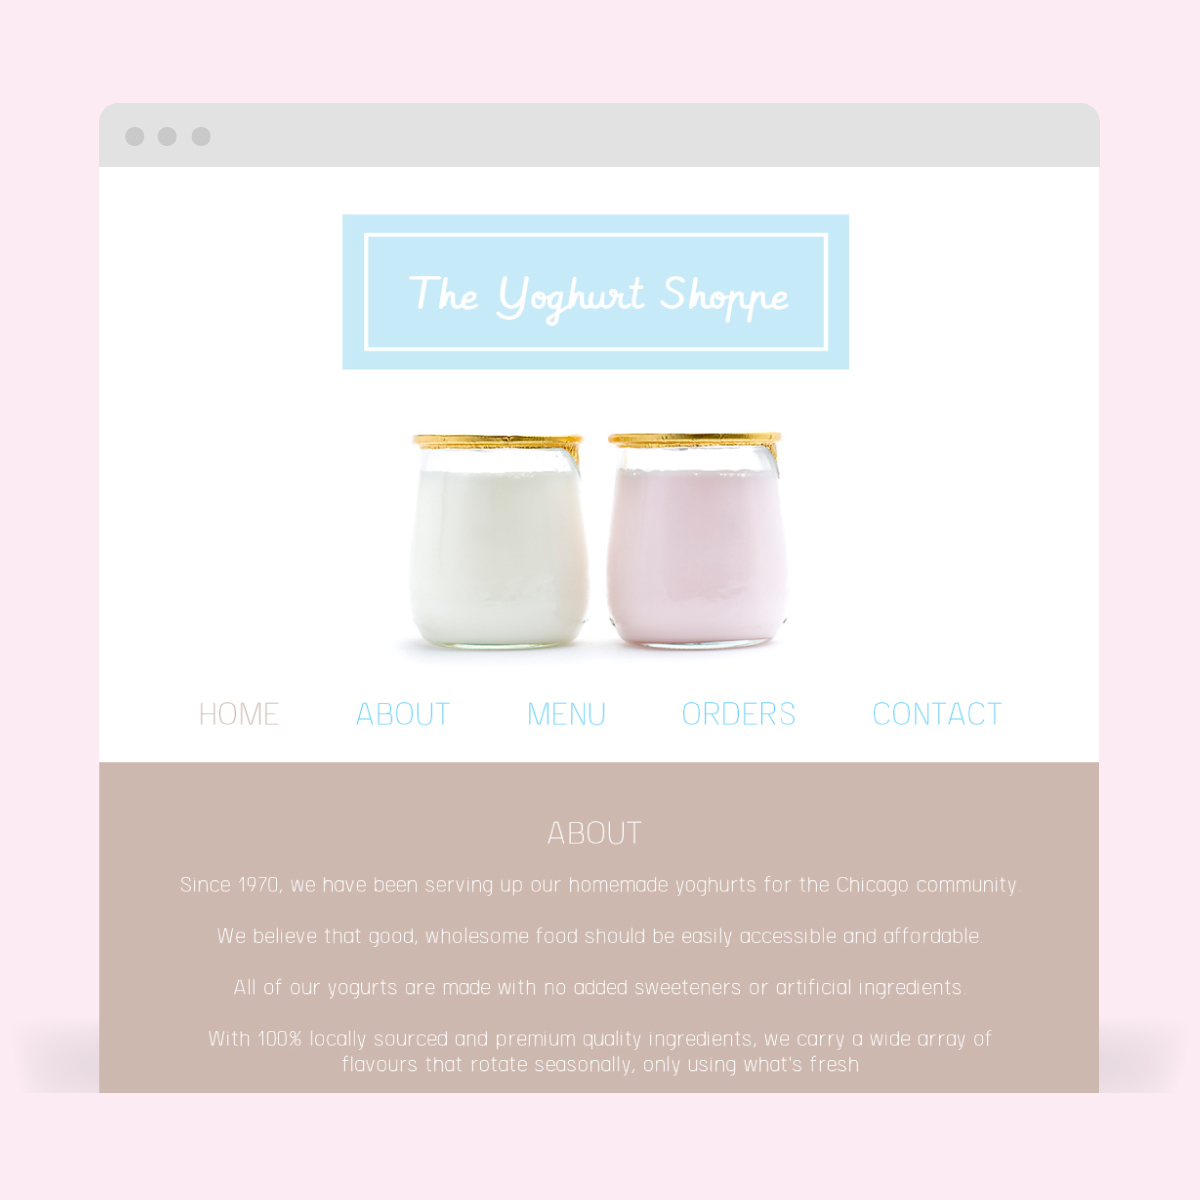 The Yoghurt Shoppe
HOME ABOUT MENU ORDERS CONTACT
ABOUT
Since 1970, we have been serving up our homemade yoghurts for the Chicago community.
We believe that good, wholesome food should be easily accessible and affordable.
All of our yogurts are made with no added sweeteners or artificial ingredients.
With 100% locally sourced and premium quality ingredients, we carry a wide array of
flavours that rotate seasonally, only using what's fresh